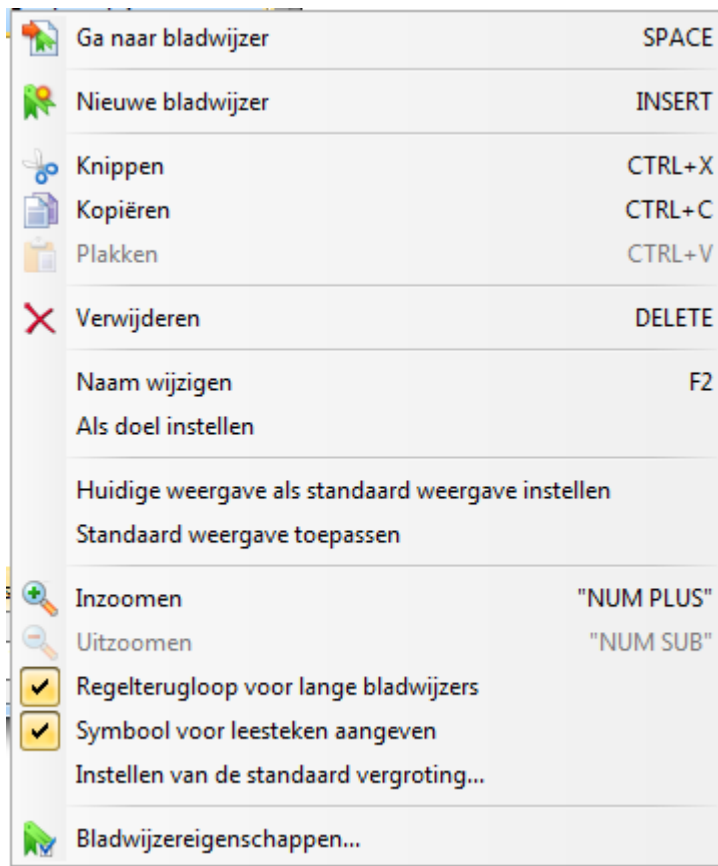 Ga naar bladwijzer SPACE
Nieuwe bladwijzer INSERT
Knippen CTRL+X
Kopiëren CTRL+C
Plakken CTRL+V
Verwijderen DELETE
Naam wijzigen F2
Als doel instellen
Huidige weergave als standaard weergave instellen
Standaard weergave toepassen
Inzoomen "NUM PLUS"
Uitzoomen "NUM SUB"
Regelterugloop voor lange bladwijzers
Symbool voor leesteken aangeven
Instellen van de standaard vergroting...
Bladwijzereigenschappen...